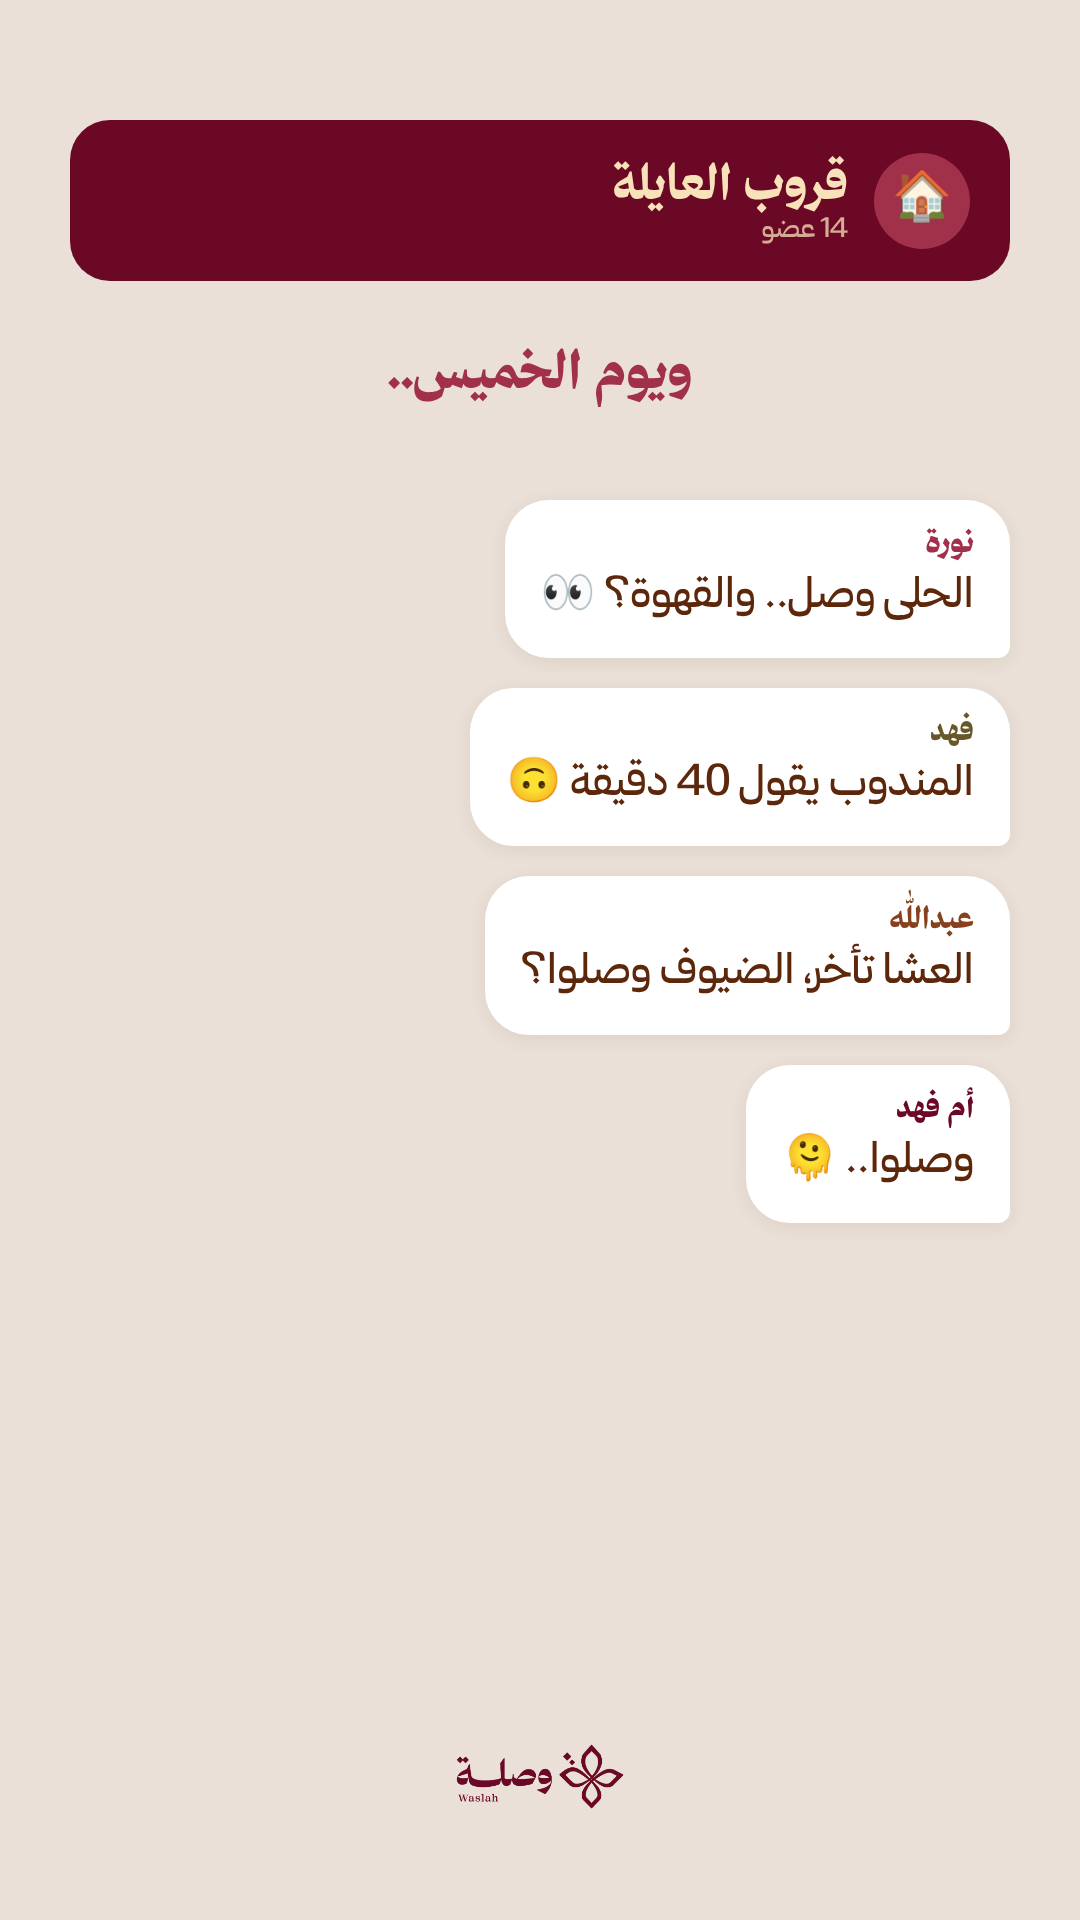 قروب العايلة
14 عضو
ويوم الخميس..
نورة
الحلى وصل.. والقهوة؟ 👀
فهد
المندوب يقول 40 دقيقة 🙃
عبدالله
العشا تأخر، الضيوف وصلوا؟
أم فهد
وصلوا.. 🫠
وصلـة
Waslah